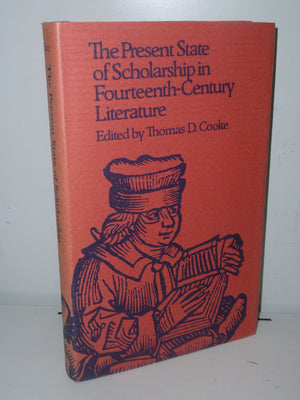 The Present State
of Scholarship in
Fourteenth-Century
Literature
Edited by Thomas D. Cooke